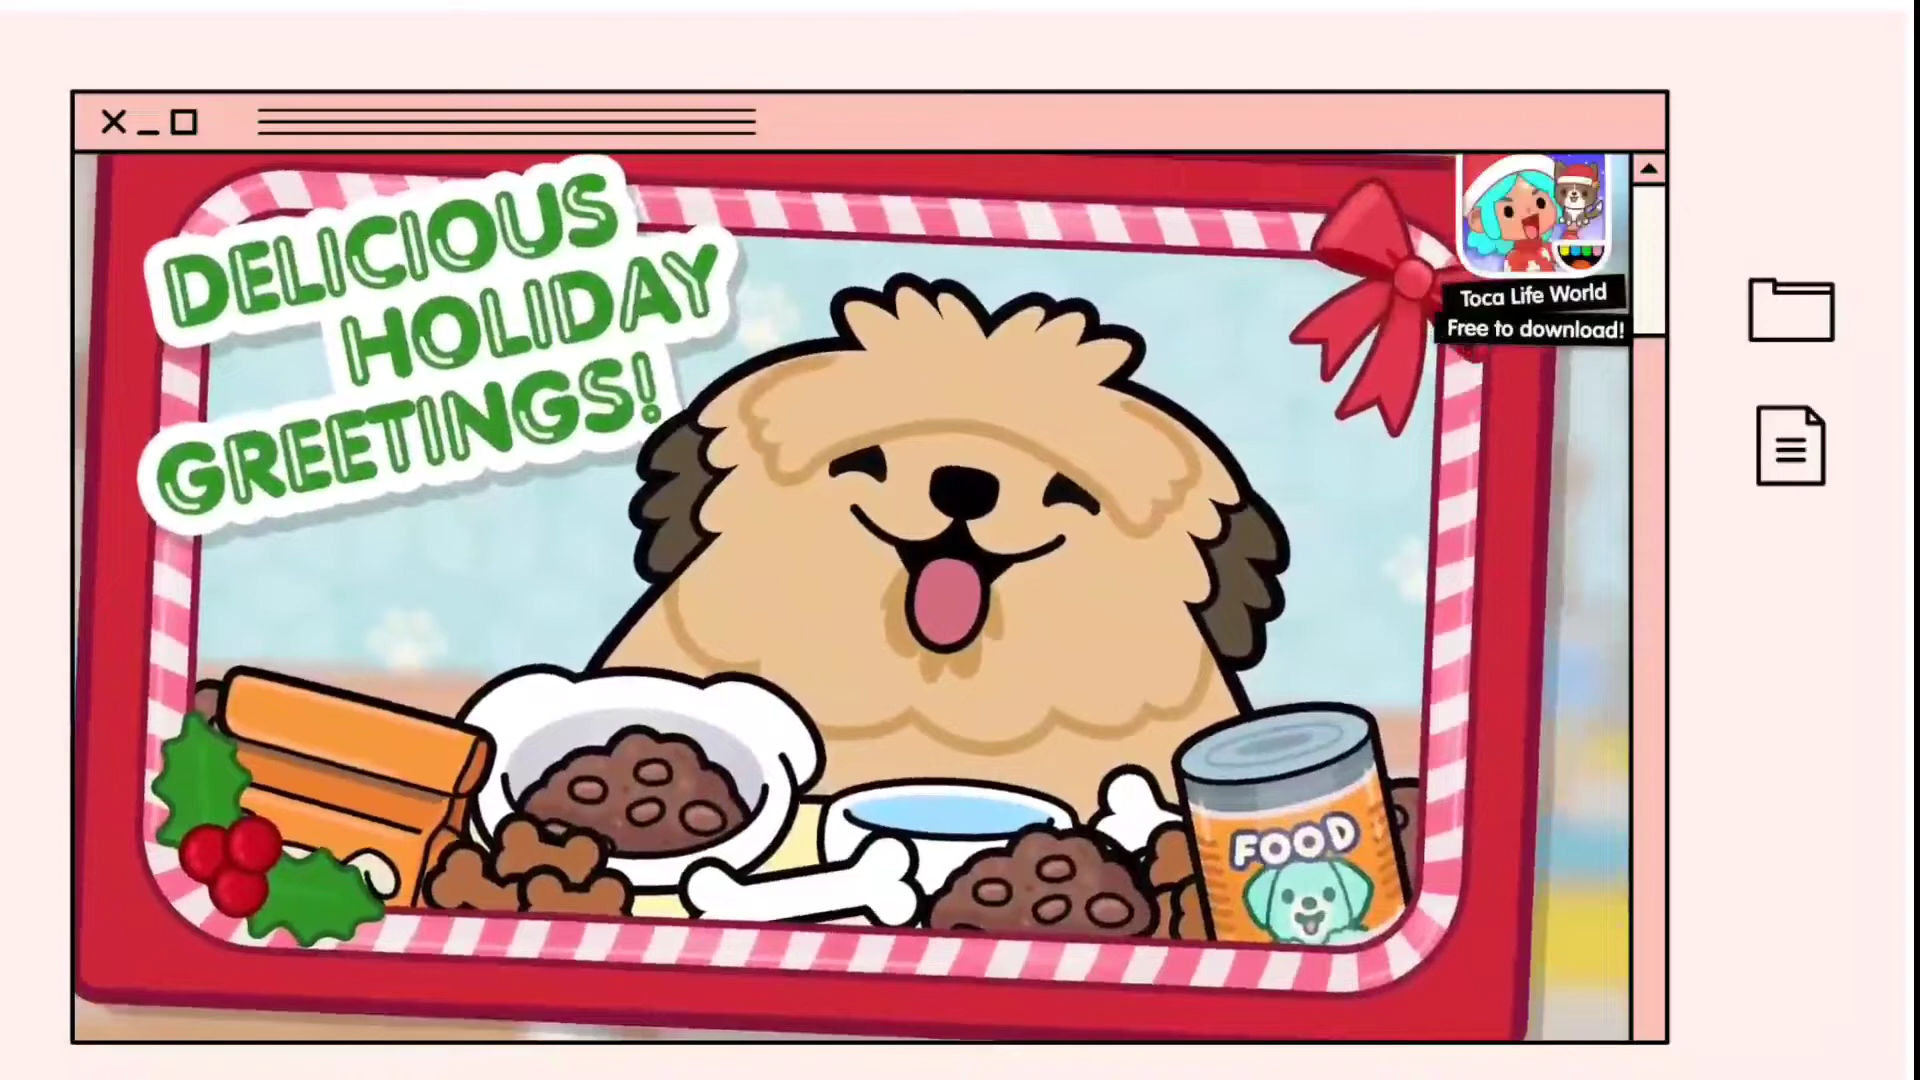 DELICIOUS
HOLIDAY
GREETINGS!
Toca Life World
Free to download!
FOOD